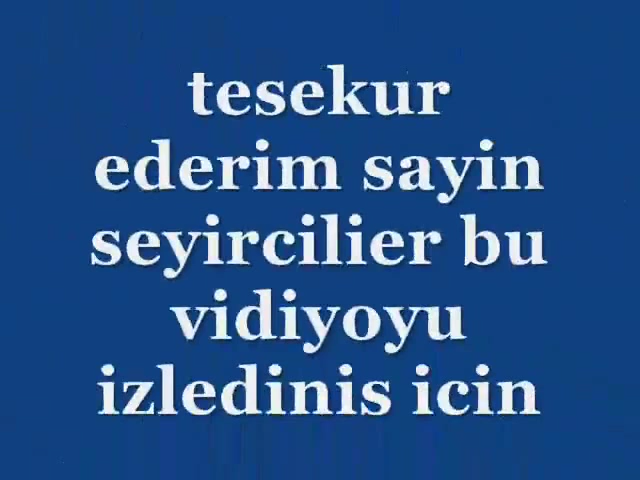 tesekur
ederim sayin
seyircilier bu
vidiyoyu
izledinis icin